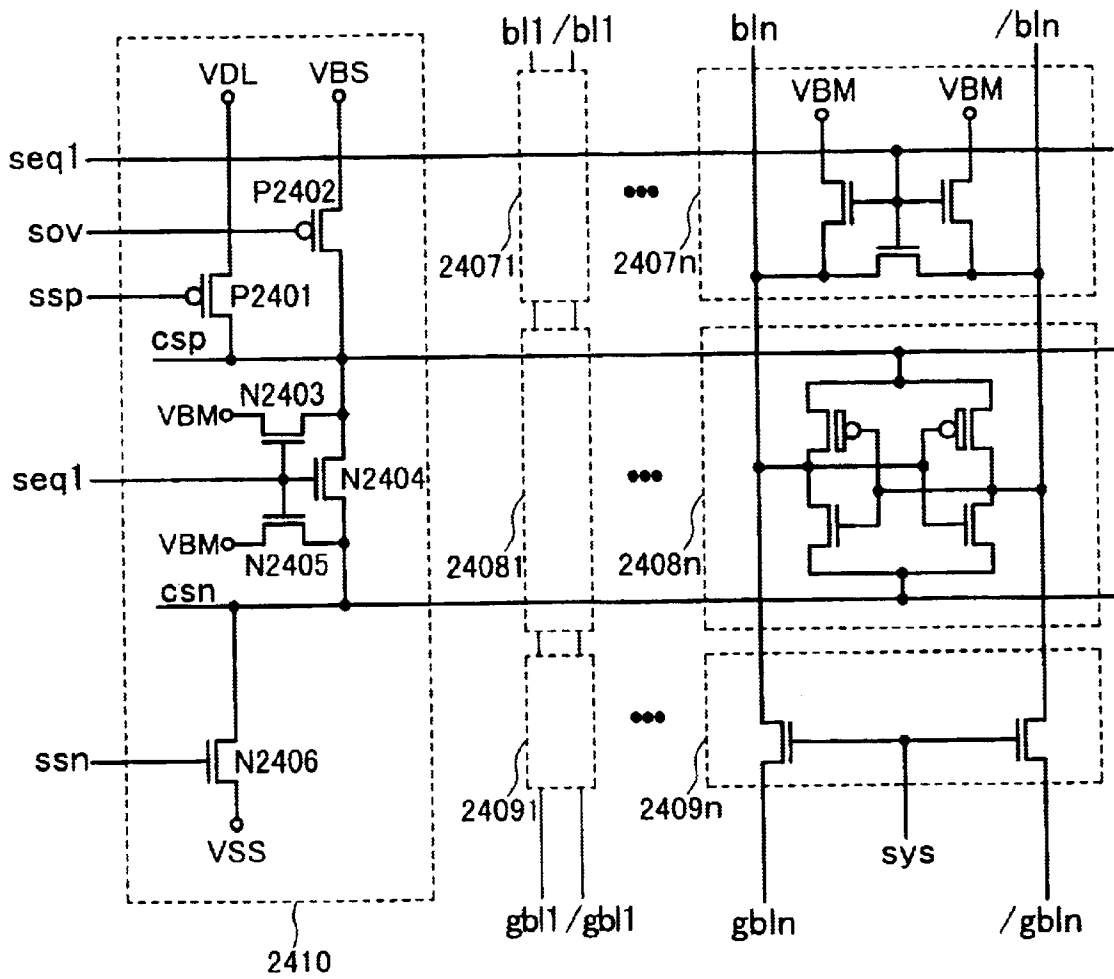 bl1 /bl1
bln
/bln
VDL
VBS
VBM
VBM
seq1
P2402
sov
24071
2407n
ssp
P2401
csp
N2403
VBM
seq1
N2404
VBM
N2405
24081
2408n
csn
ssn
N2406
24091
2409n
VSS
sys
gbl1 /gbl1
gbln
/gbln
2410